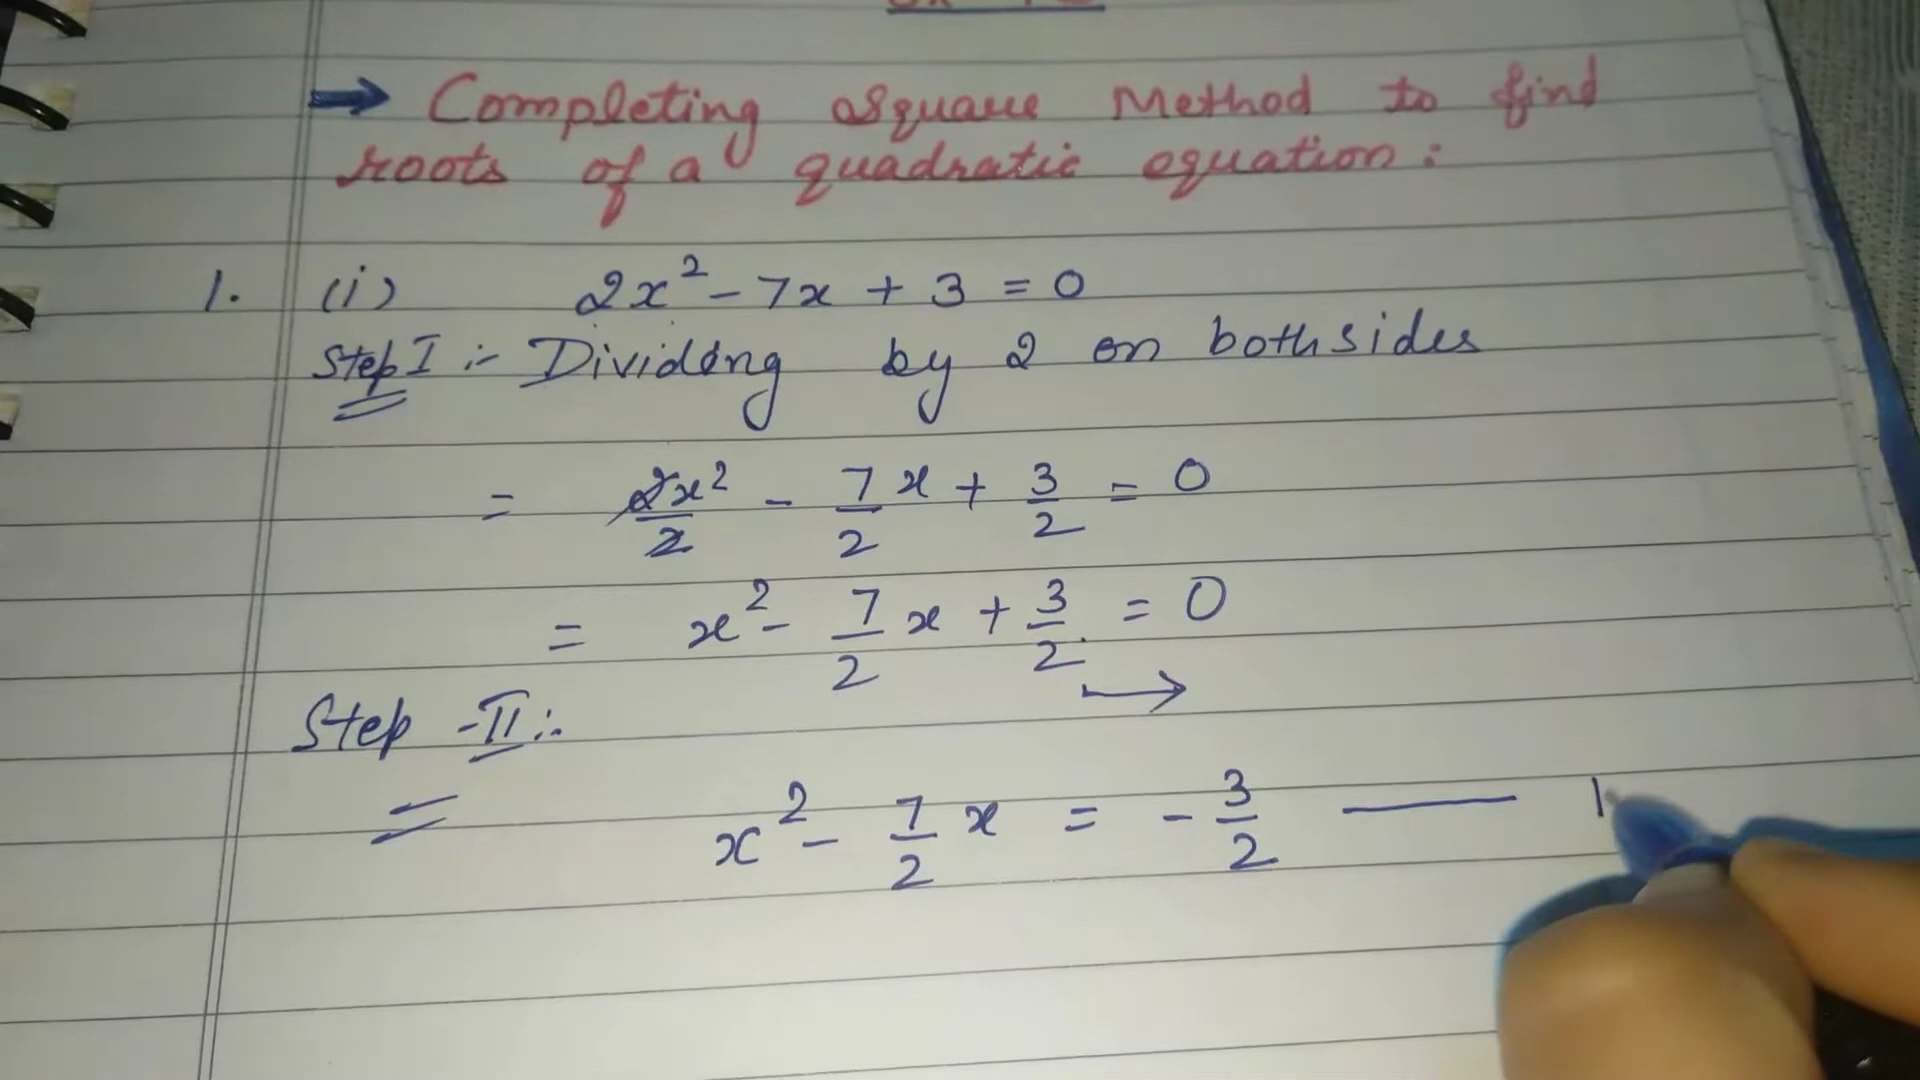 → Completing Square Method to find
roots of a quadratic equation:
1. (i) 2x² - 7x + 3 = 0
Step I :- Dividing by 2 on both sides
= 2x²/2 - 7/2 x + 3/2 = 0
= x² - 7/2 x + 3/2 = 0
→
Step -II :-
x² - 7/2 x = - 3/2 —— 1